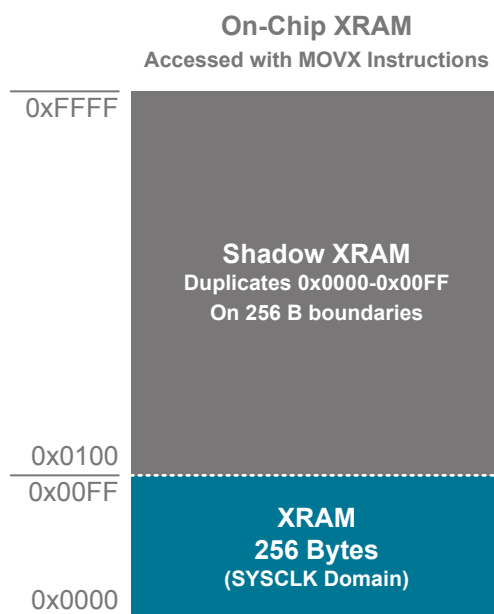 On-Chip XRAM
Accessed with MOVX Instructions
0xFFFF
Shadow XRAM
Duplicates 0x0000-0x00FF
On 256 B boundaries
0x0100
0x00FF
XRAM
256 Bytes
(SYSCLK Domain)
0x0000